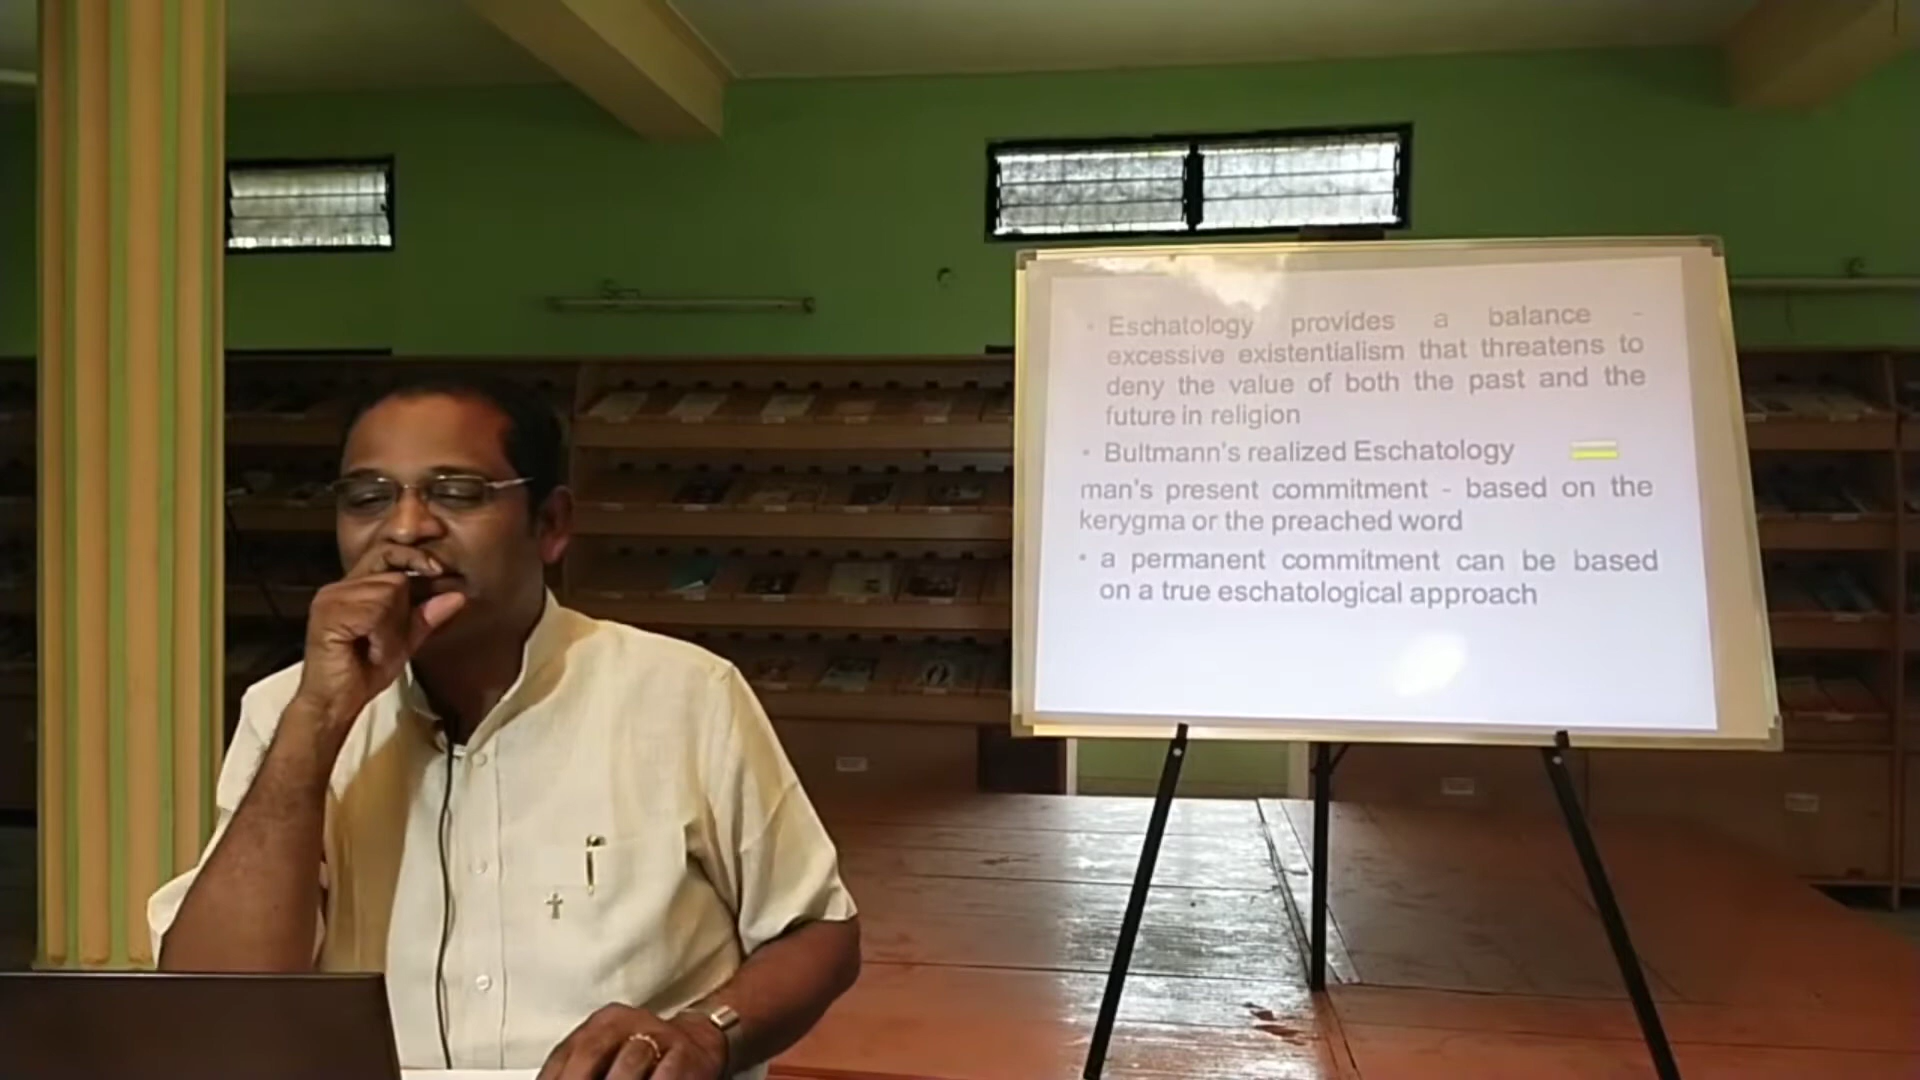 • Eschatology provides a balance -
excessive existentialism that threatens to
deny the value of both the past and the
future in religion
• Bultmann's realized Eschatology =
man's present commitment - based on the
kerygma or the preached word
• a permanent commitment can be based
on a true eschatological approach